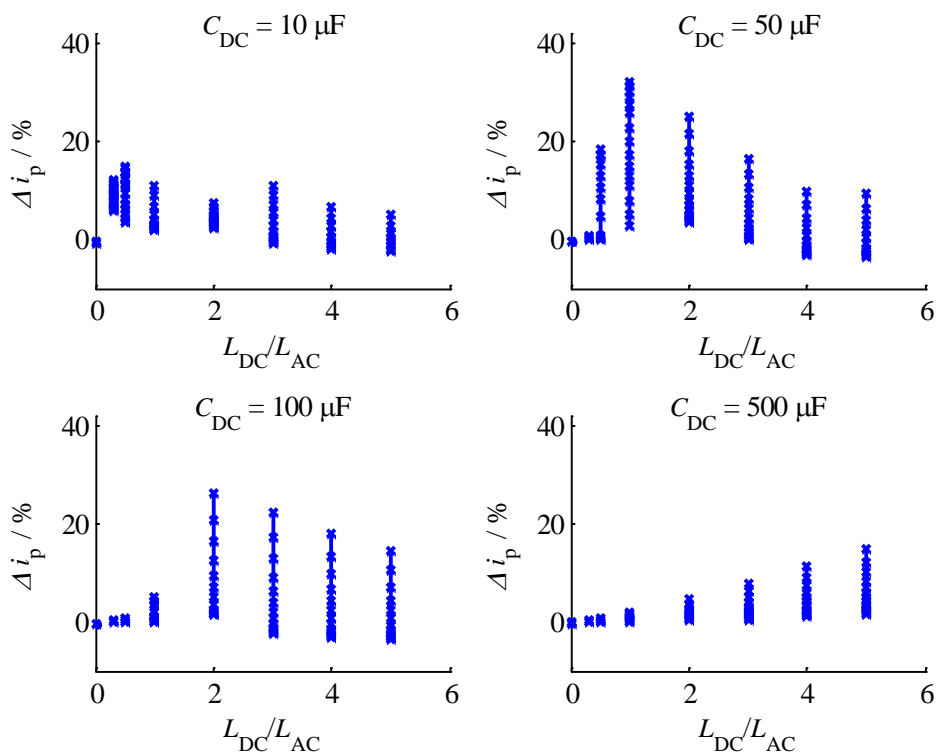 C_DC = 10 μF
40
20
0
Δ i_p / %
0 2 4 6
L_DC/L_AC
C_DC = 50 μF
40
20
0
Δ i_p / %
0 2 4 6
L_DC/L_AC
C_DC = 100 μF
40
20
0
Δ i_p / %
0 2 4 6
L_DC/L_AC
C_DC = 500 μF
40
20
0
Δ i_p / %
0 2 4 6
L_DC/L_AC